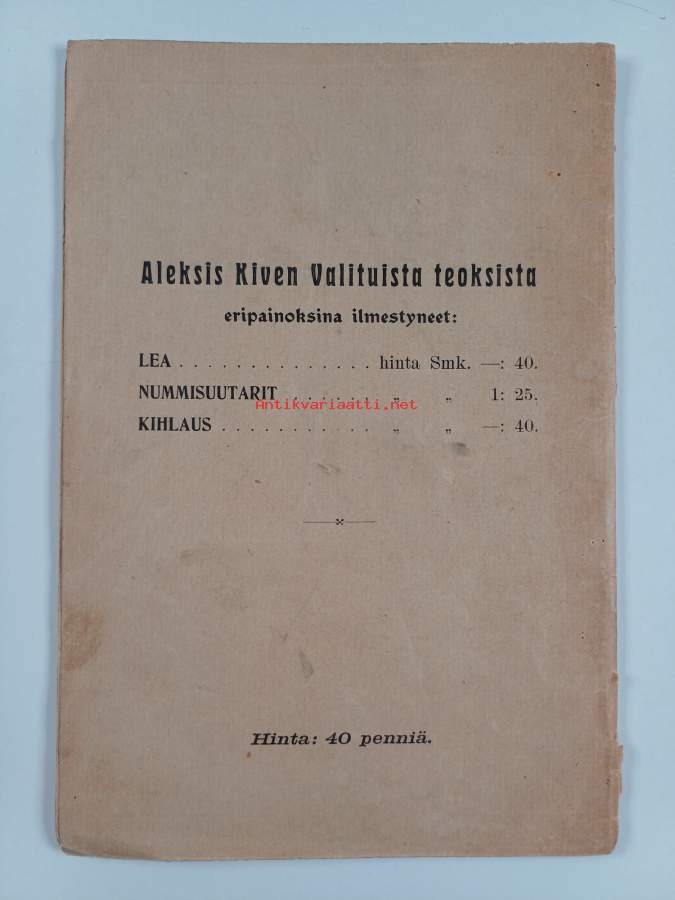 Aleksis Kiven Valituista teoksista
eripainoksina ilmestyneet:
LEA . . . . . . . . . . . . . . hinta Smk. —: 40.
NUMMISUUTARIT . . . . . . „ „ 1: 25.
Antikvariaatti.net
KIHLAUS . . . . . . . . . . . „ „ —: 40.
Hinta: 40 penniä.